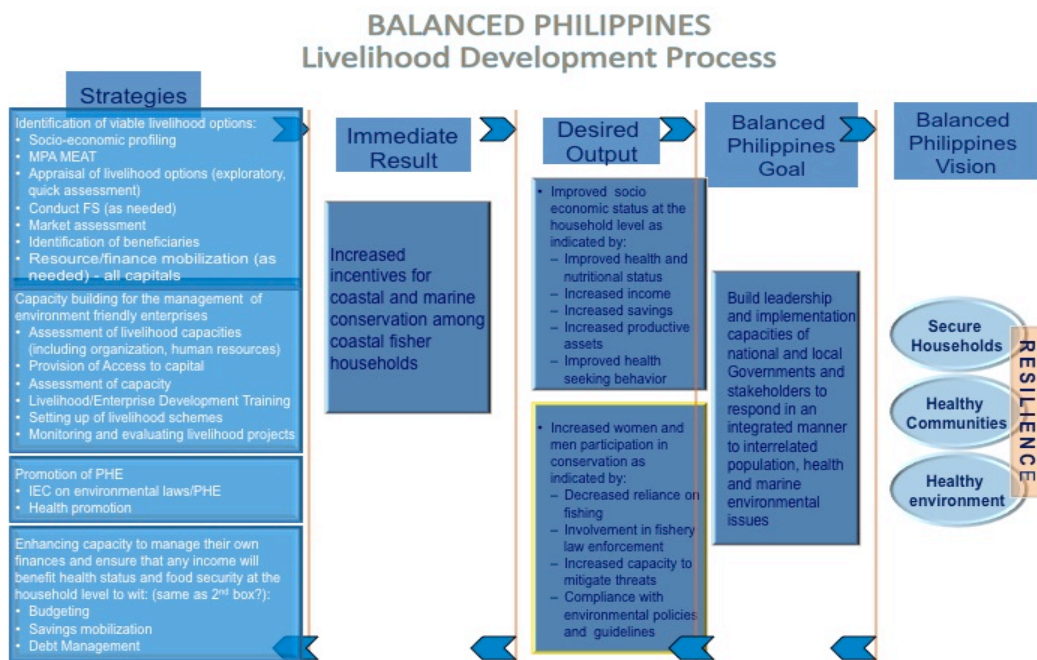 BALANCED PHILIPPINES
Livelihood Development Process
Strategies
Identification of viable livelihood options:
• Socio-economic profiling
• MPA MEAT
• Appraisal of livelihood options (exploratory,
quick assessment)
• Conduct FS (as needed)
• Market assessment
• Identification of beneficiaries
• Resource/finance mobilization (as
needed) - all capitals
Capacity building for the management of
environment friendly enterprises
• Assessment of livelihood capacities
(including organization, human resources)
• Provision of Access to capital
• Assessment of capacity
• Livelihood/Enterprise Development Training
• Setting up of livelihood schemes
• Monitoring and evaluating livelihood projects
Promotion of PHE
• IEC on environmental laws/PHE
• Health promotion
Enhancing capacity to manage their own
finances and ensure that any income will
benefit health status and food security at the
household level to wit: (same as 2nd box?):
• Budgeting
• Savings mobilization
• Debt Management
Immediate
Result
Increased
incentives for
coastal and marine
conservation among
coastal fisher
households
Desired
Output
• Improved socio
economic status at the
household level as
indicated by:
– Improved health and
nutritional status
– Increased income
– Increased savings
– Increased productive
assets
– Improved health
seeking behavior
• Increased women and
men participation in
conservation as
indicated by:
– Decreased reliance on
fishing
– Involvement in fishery
law enforcement
– Increased capacity to
mitigate threats
– Compliance with
environmental policies
and guidelines
Balanced
Philippines
Goal
Build leadership
and implementation
capacities of
national and local
Governments and
stakeholders to
respond in an
integrated manner
to interrelated
population, health
and marine
environmental
issues
Balanced
Philippines
Vision
Secure
Households
Healthy
Communities
Healthy
environment
RESILIENCE